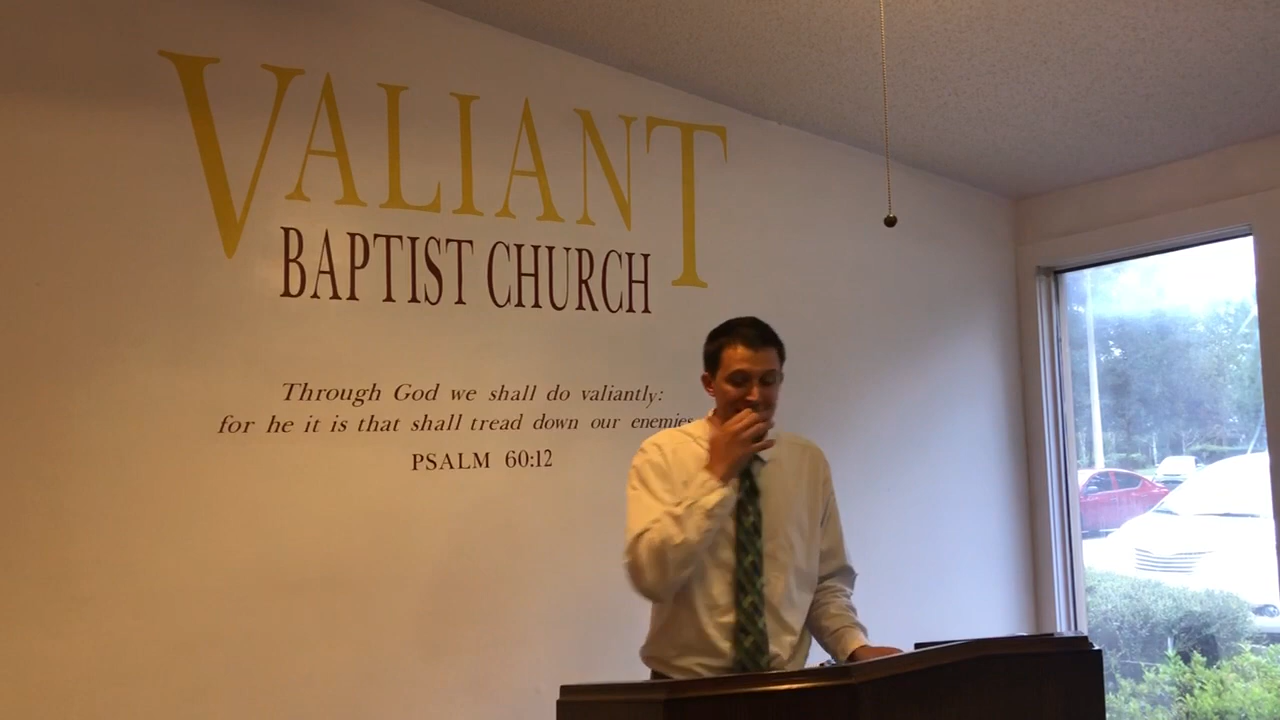 VALIANT
BAPTIST CHURCH
Through God we shall do valiantly:
for he it is that shall tread down our enemies
PSALM 60:12